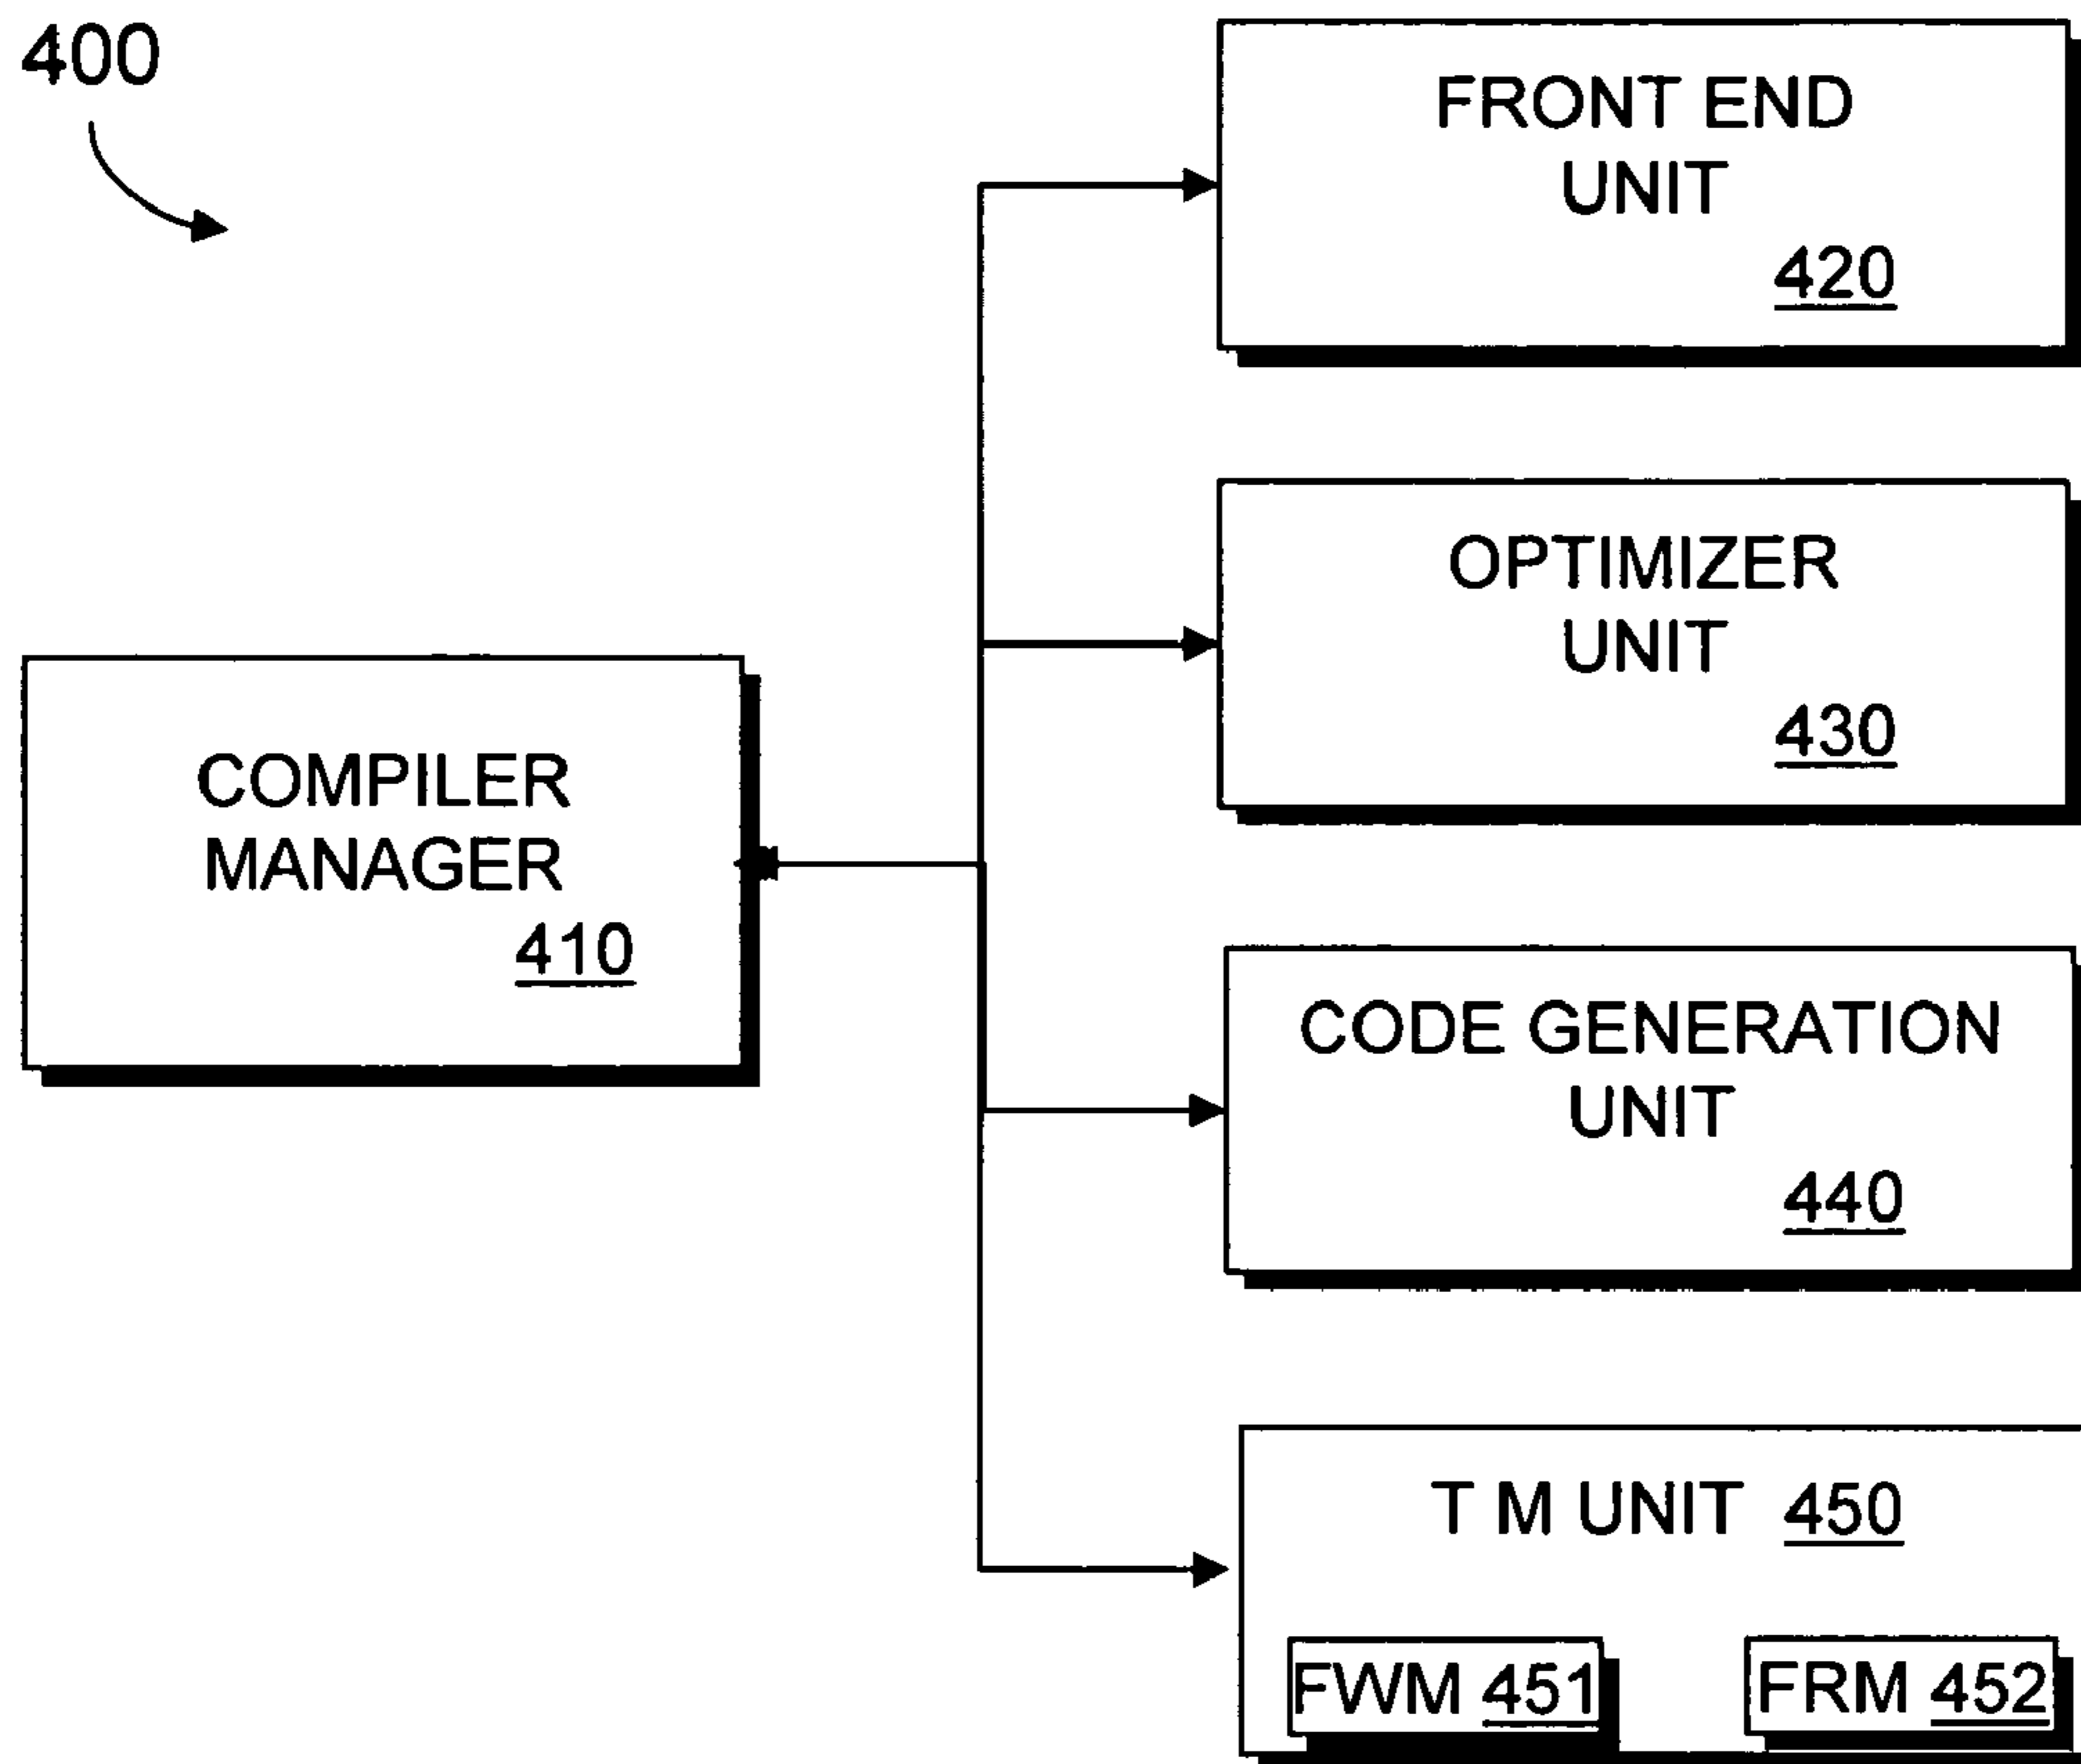 400
FRONT END
UNIT
420
OPTIMIZER
UNIT
430
COMPILER
MANAGER
410
CODE GENERATION
UNIT
440
T M UNIT 450
FWM 451
FRM 452